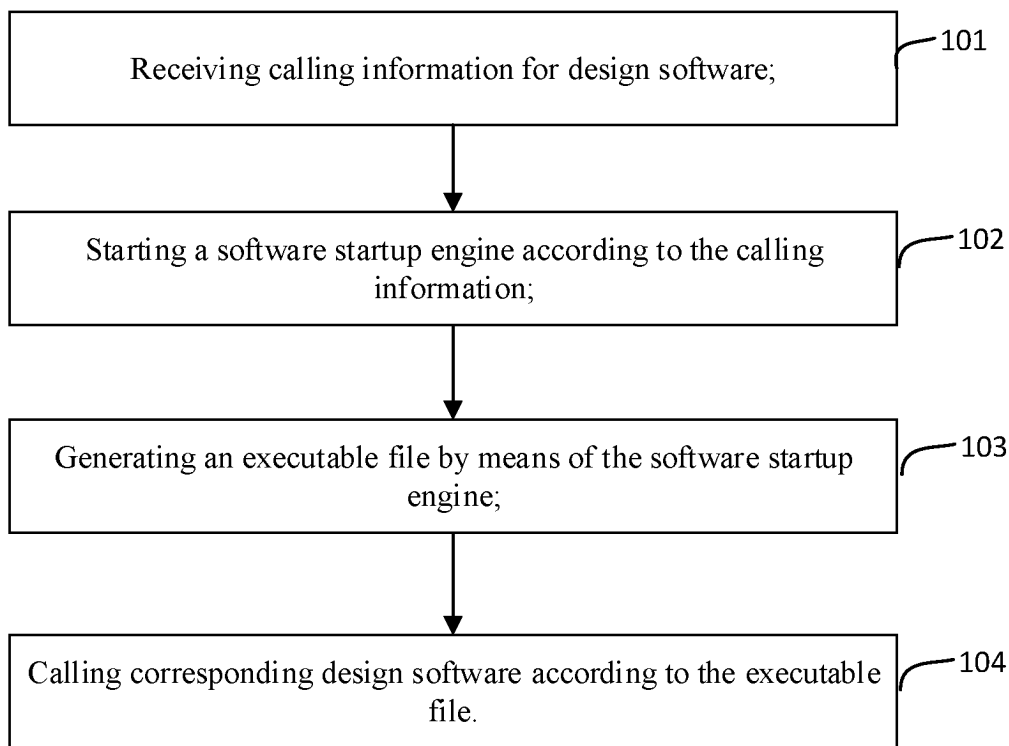 Receiving calling information for design software;
101
Starting a software startup engine according to the calling
information;
102
Generating an executable file by means of the software startup
engine;
103
Calling corresponding design software according to the executable
file.
104